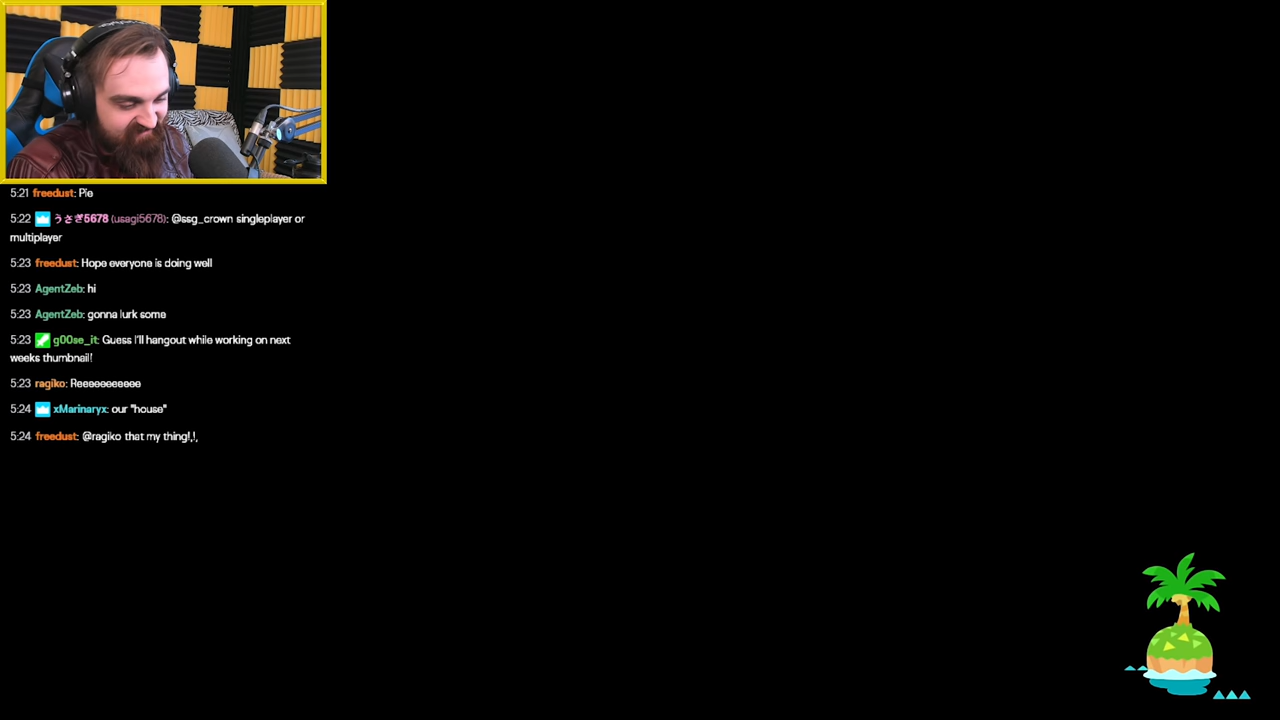 5:21 freedust: Pie
5:22 うさぎ5678 (usagi5678): @ssg_crown singleplayer or
multiplayer
5:23 freedust: Hope everyone is doing well
5:23 AgentZeb: hi
5:23 AgentZeb: gonna lurk some
5:23 g00se_it: Guess I'll hangout while working on next
weeks thumbnail!
5:23 ragiko: Reeeeeeeeeee
5:24 xMarinaryx: our "house"
5:24 freedust: @ragiko that my thing!,!,